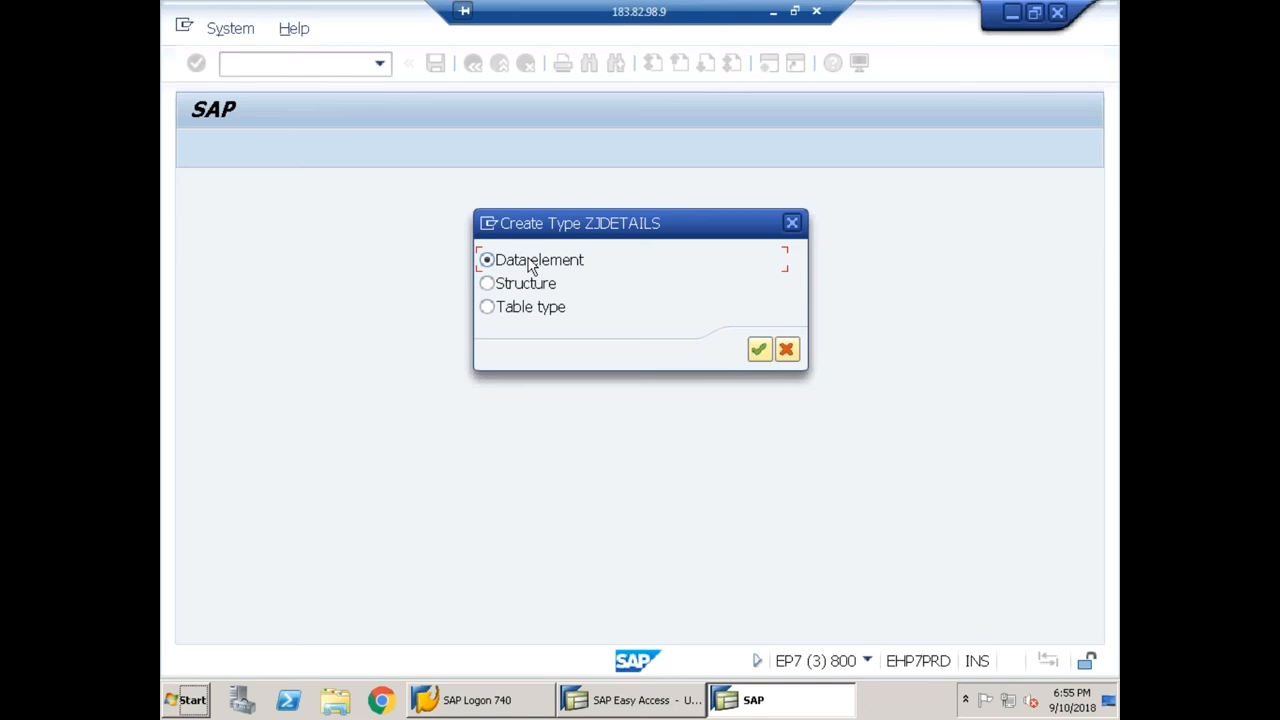 183.82.98.9
System Help
SAP
Create Type ZJDETAILS
Data element
Structure
Table type
SAP EP7 (3) 800 EHP7PRD INS
Start SAP Logon 740 SAP Easy Access - U... SAP 6:55 PM
9/10/2018